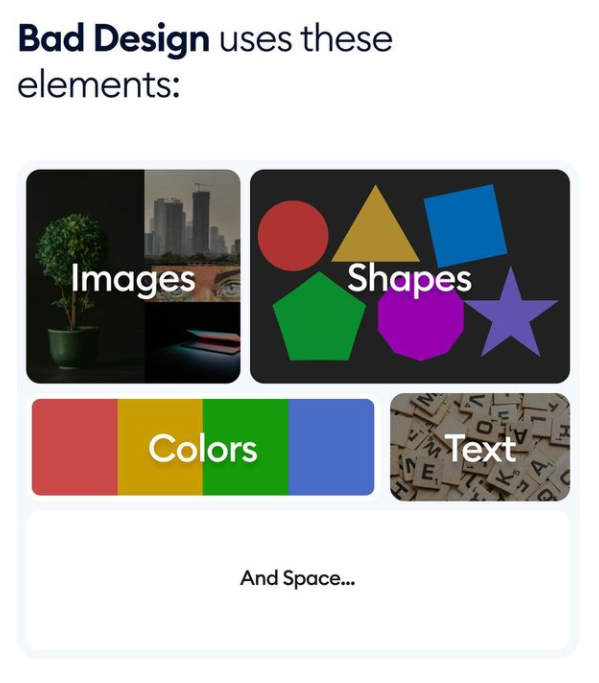 Bad Design uses these
elements:
Images
Shapes
Colors
Text
And Space...